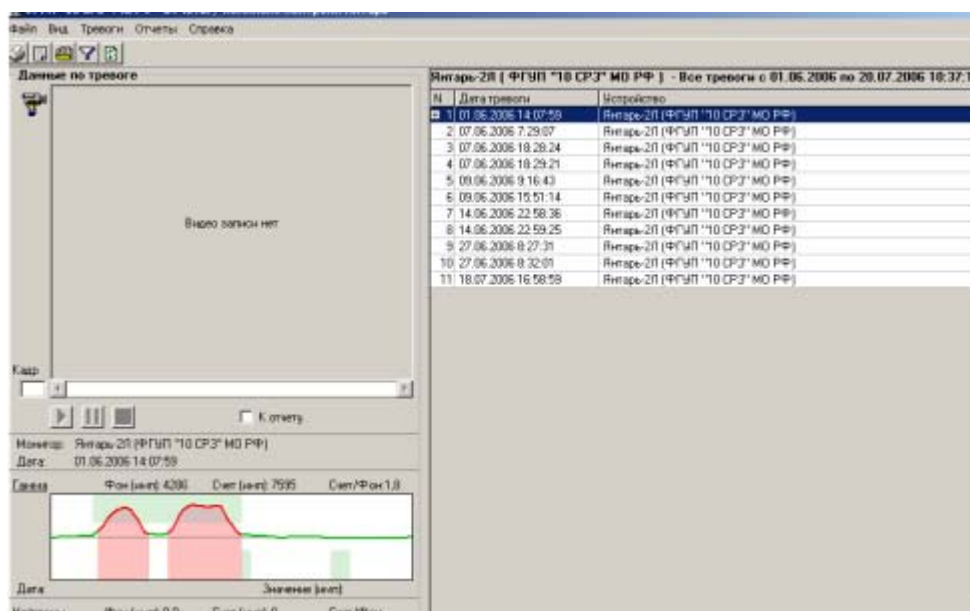 Файл Вид Тревоги Отчеты Справка
Данные по тревоге
Видео записи нет
Кадр
К отчету
Монитор: Янтарь-2Л (ФГУП "10 СРЗ" МО РФ)
Дата: 01.06.2006 14:07:59
Гамма Фон (имп): 4286 Счет (имп): 7595 Счет/Фон: 1,8
Дата: Значение (имп):
Янтарь-2Л ( ФГУП "10 СРЗ" МО РФ ) - Все тревоги с 01.06.2006 по 20.07.2006 10:37:1
N Дата тревоги Устройство
1 01.06.2006 14:07:59 Янтарь-2Л (ФГУП "10 СРЗ" МО РФ)
2 07.06.2006 7:29:07 Янтарь-2Л (ФГУП "10 СРЗ" МО РФ)
3 07.06.2006 18:28:24 Янтарь-2Л (ФГУП "10 СРЗ" МО РФ)
4 07.06.2006 18:29:21 Янтарь-2Л (ФГУП "10 СРЗ" МО РФ)
5 09.06.2006 9:16:43 Янтарь-2Л (ФГУП "10 СРЗ" МО РФ)
6 09.06.2006 15:51:14 Янтарь-2Л (ФГУП "10 СРЗ" МО РФ)
7 14.06.2006 22:58:36 Янтарь-2Л (ФГУП "10 СРЗ" МО РФ)
8 14.06.2006 22:59:25 Янтарь-2Л (ФГУП "10 СРЗ" МО РФ)
9 27.06.2006 8:27:31 Янтарь-2Л (ФГУП "10 СРЗ" МО РФ)
10 27.06.2006 8:32:01 Янтарь-2Л (ФГУП "10 СРЗ" МО РФ)
11 18.07.2006 16:58:59 Янтарь-2Л (ФГУП "10 СРЗ" МО РФ)